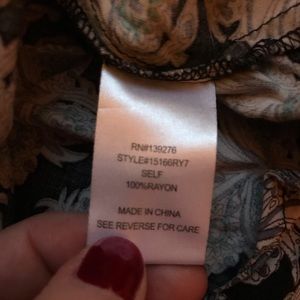 RN#139276
STYLE#15166RY7
SELF
100%RAYON
MADE IN CHINA
SEE REVERSE FOR CARE